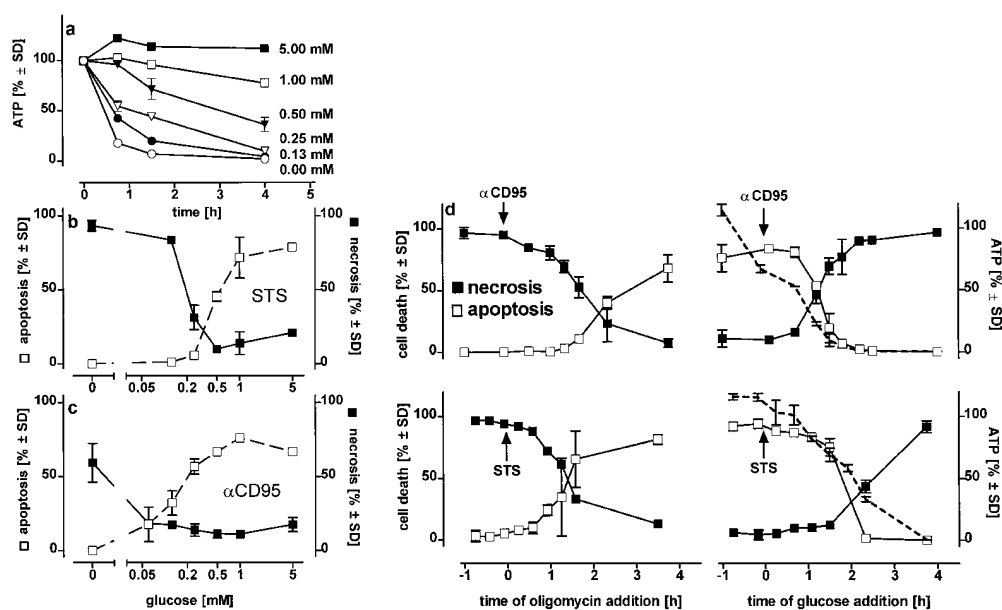 a
ATP [% ± SD]
100
50
0
5.00 mM
1.00 mM
0.50 mM
0.25 mM
0.13 mM
0.00 mM
0 1 2 3 4 5
time [h]
b
□ apoptosis [% ± SD]
100
50
0
STS
100
50
0
■ necrosis [% ± SD]
0 0.05 0.2 0.5 1 5
c
□ apoptosis [% ± SD]
100
50
0
αCD95
100
50
0
■ necrosis [% ± SD]
0 0.05 0.2 0.5 1 5
glucose [mM]
d
αCD95
cell death [% ± SD]
100
50
0
■ necrosis
□ apoptosis
αCD95
100
50
0
ATP [% ± SD]
cell death [% ± SD]
100
50
0
STS
-1 0 1 2 3 4 5
time of oligomycin addition [h]
STS
100
50
0
ATP [% ± SD]
-1 0 1 2 3 4
time of glucose addition [h]